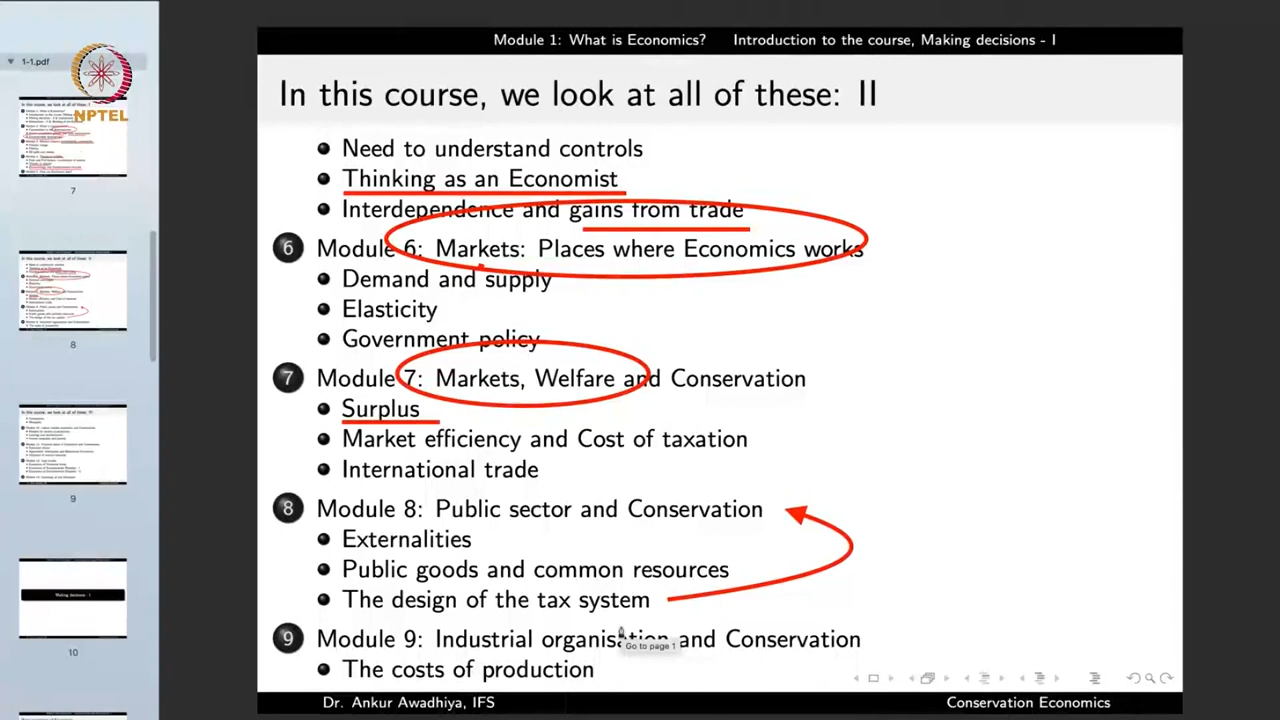 Module 1: What is Economics? Introduction to the course, Making decisions - I
1-1.pdf
NPTEL
In this course, we look at all of these: II
Need to understand controls
Thinking as an Economist
Interdependence and gains from trade
6 Module 6: Markets: Places where Economics works
Demand and supply
Elasticity
Government policy
7 Module 7: Markets, Welfare and Conservation
Surplus
Market efficiency and Cost of taxation
International trade
8 Module 8: Public sector and Conservation
Externalities
Public goods and common resources
The design of the tax system
9 Module 9: Industrial organisation and Conservation
Go to page 1
The costs of production
Dr. Ankur Awadhiya, IFS Conservation Economics
7
8
9
Making decisions - I
10